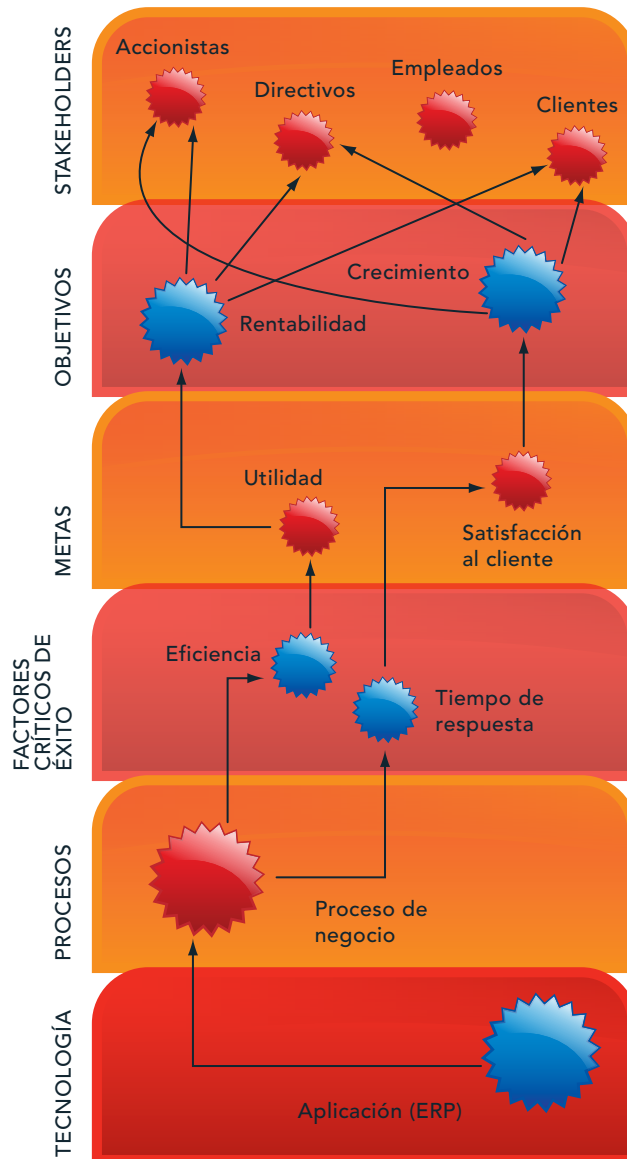 STAKEHOLDERS
Accionistas
Directivos
Empleados
Clientes
OBJETIVOS
Crecimiento
Rentabilidad
METAS
Utilidad
Satisfacción
al cliente
FACTORES
CRÍTICOS DE
ÉXITO
Eficiencia
Tiempo de
respuesta
PROCESOS
Proceso de
negocio
TECNOLOGÍA
Aplicación (ERP)